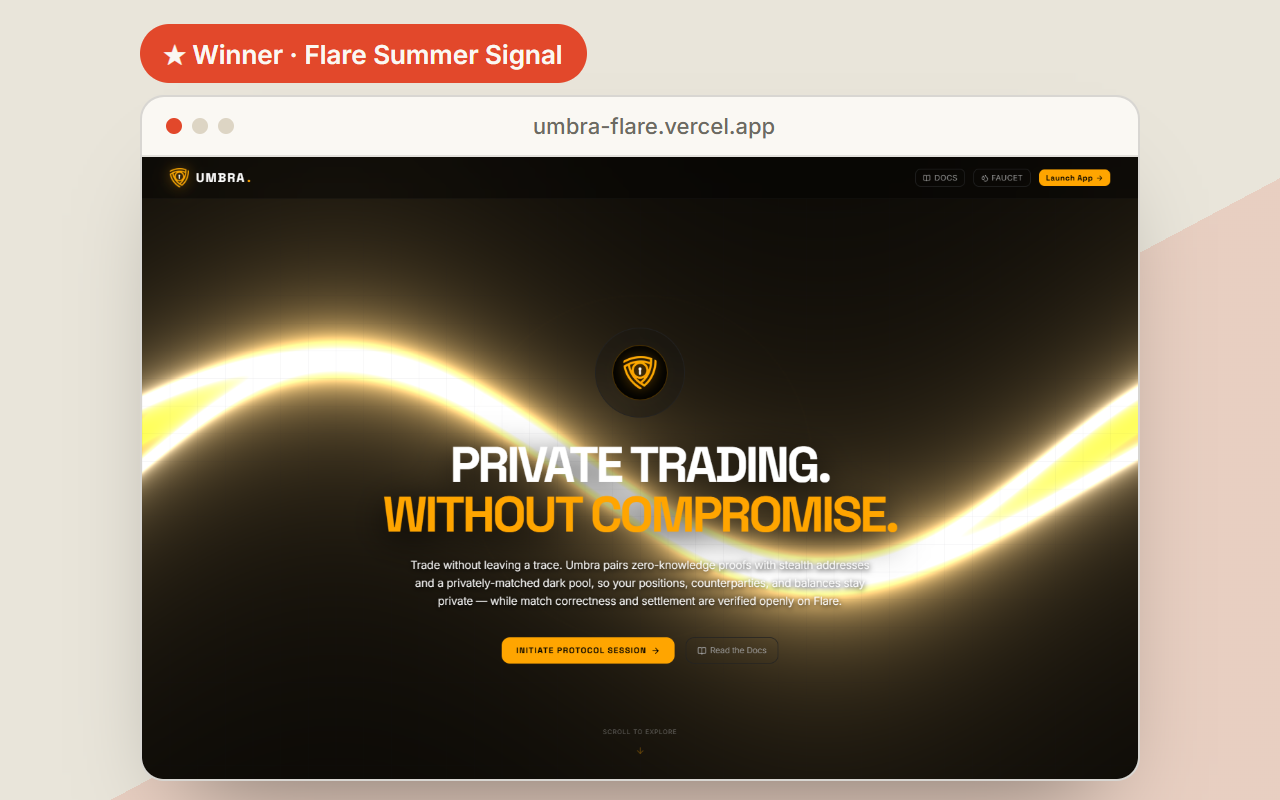 ★ Winner · Flare Summer Signal
umbra-flare.vercel.app
UMBRA.
DOCS
FAUCET
Launch App →
PRIVATE TRADING.
WITHOUT COMPROMISE.
Trade without leaving a trace. Umbra pairs zero-knowledge proofs with stealth addresses
and a privately-matched dark pool, so your positions, counterparties, and balances stay
private — while match correctness and settlement are verified openly on Flare.
INITIATE PROTOCOL SESSION →
Read the Docs
SCROLL TO EXPLORE
↓